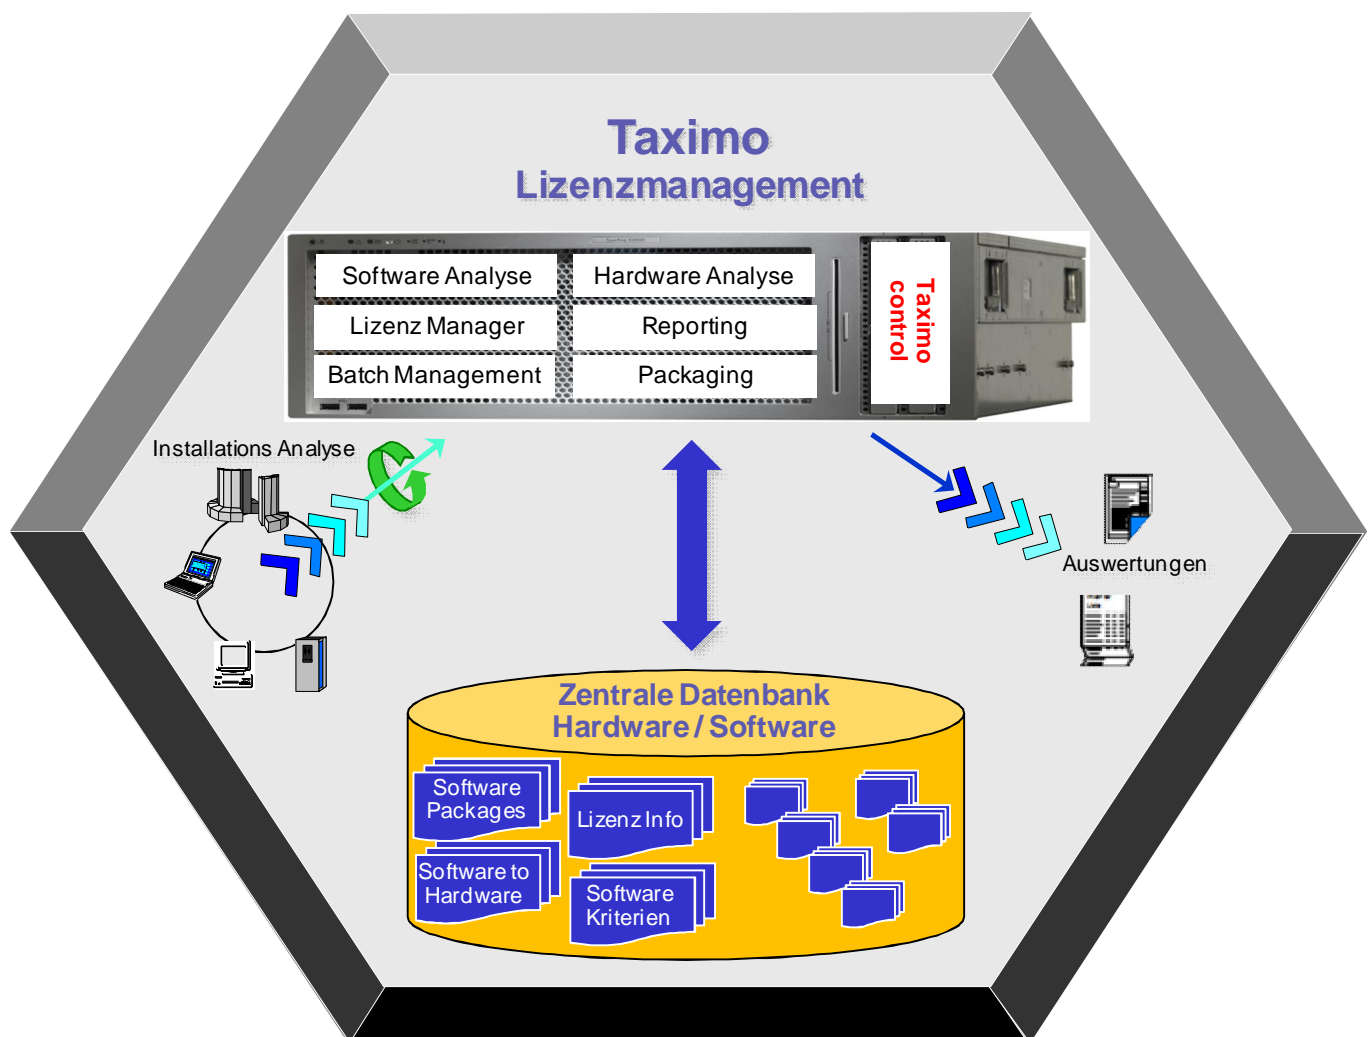 Taximo
Lizenzmanagement
Software Analyse
Hardware Analyse
Lizenz Manager
Reporting
Batch Management
Packaging
Taximo
control
Installations Analyse
Auswertungen
Zentrale Datenbank
Hardware / Software
Software
Packages
Lizenz Info
Software to
Hardware
Software
Kriterien